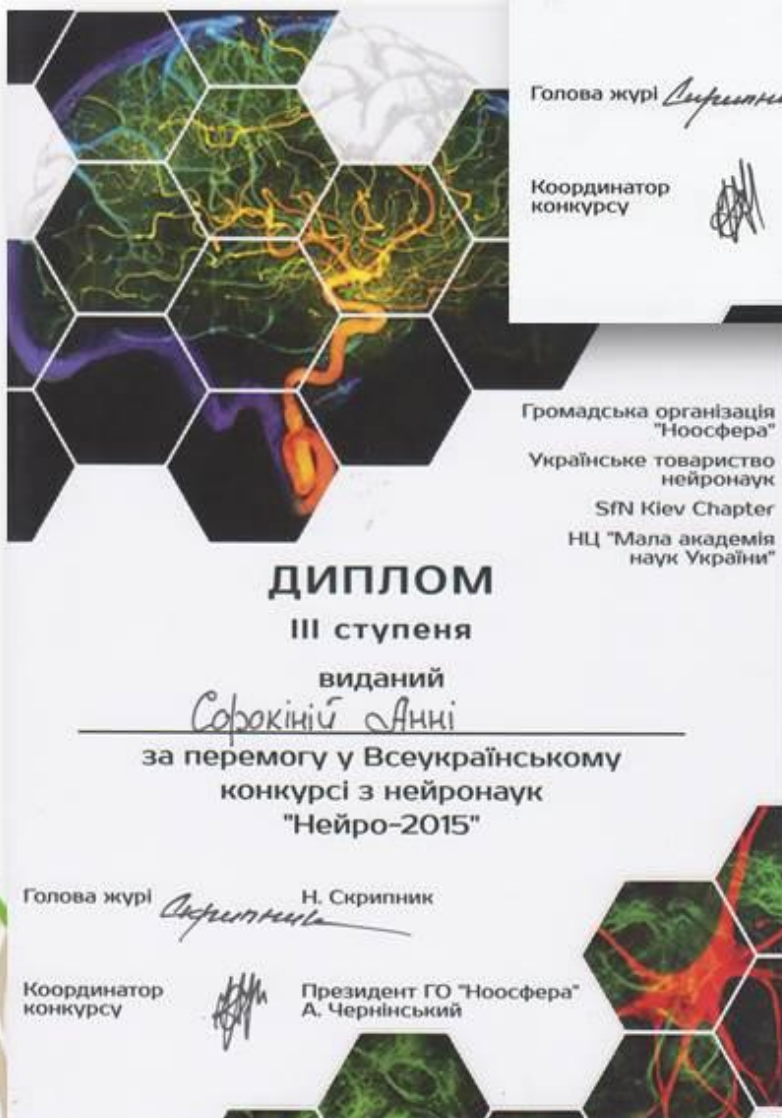 Голова журі
Координатор
конкурсу
Громадська організація
"Ноосфера"
Українське товариство
нейронаук
SfN Kiev Chapter
НЦ "Мала академія
наук України"
ДИПЛОМ
ІІІ ступеня
виданий
Сорокіній Анні
за перемогу у Всеукраїнському
конкурсі з нейронаук
"Нейро-2015"
Голова журі Скрипник Н. Скрипник
Координатор
конкурсу
Президент ГО "Ноосфера"
А. Чернінський